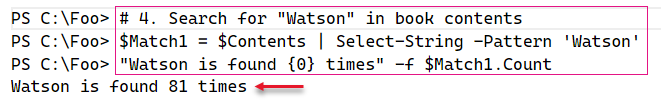 PS C:\Foo> # 4. Search for "Watson" in book contents
PS C:\Foo> $Match1 = $Contents | Select-String -Pattern 'Watson'
PS C:\Foo> "Watson is found {0} times" -f $Match1.Count
Watson is found 81 times